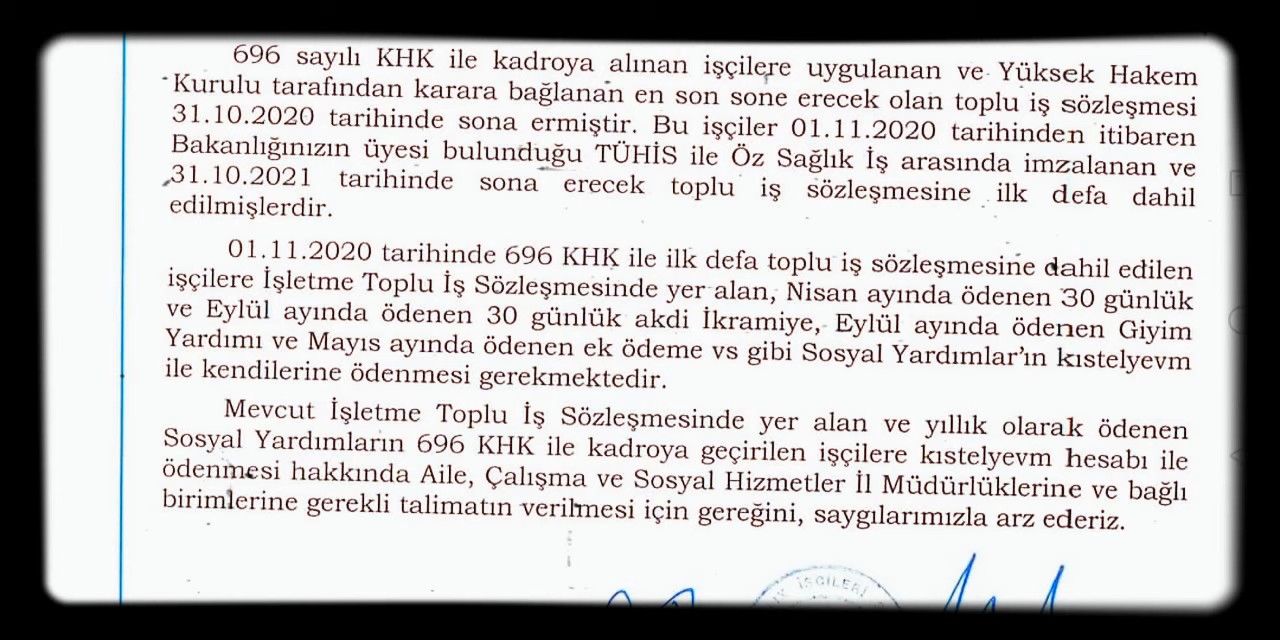 696 sayılı KHK ile kadroya alınan işçilere uygulanan ve Yüksek Hakem
Kurulu tarafından karara bağlanan en son sone erecek olan toplu iş sözleşmesi
31.10.2020 tarihinde sona ermiştir. Bu işçiler 01.11.2020 tarihinden itibaren
Bakanlığınızın üyesi bulunduğu TÜHİS ile Öz Sağlık İş arasında imzalanan ve
31.10.2021 tarihinde sona erecek toplu iş sözleşmesine ilk defa dahil
edilmişlerdir.
01.11.2020 tarihinde 696 KHK ile ilk defa toplu iş sözleşmesine dahil edilen
işçilere İşletme Toplu İş Sözleşmesinde yer alan, Nisan ayında ödenen 30 günlük
ve Eylül ayında ödenen 30 günlük akdi İkramiye, Eylül ayında ödenen Giyim
Yardımı ve Mayıs ayında ödenen ek ödeme vs gibi Sosyal Yardımlar'ın kıstelyevm
ile kendilerine ödenmesi gerekmektedir.
Mevcut İşletme Toplu İş Sözleşmesinde yer alan ve yıllık olarak ödenen
Sosyal Yardımların 696 KHK ile kadroya geçirilen işçilere kıstelyevm hesabı ile
ödenmesi hakkında Aile, Çalışma ve Sosyal Hizmetler İl Müdürlüklerine ve bağlı
birimlerine gerekli talimatın verilmesi için gereğini, saygılarımızla arz ederiz.
İŞÇİLERİ